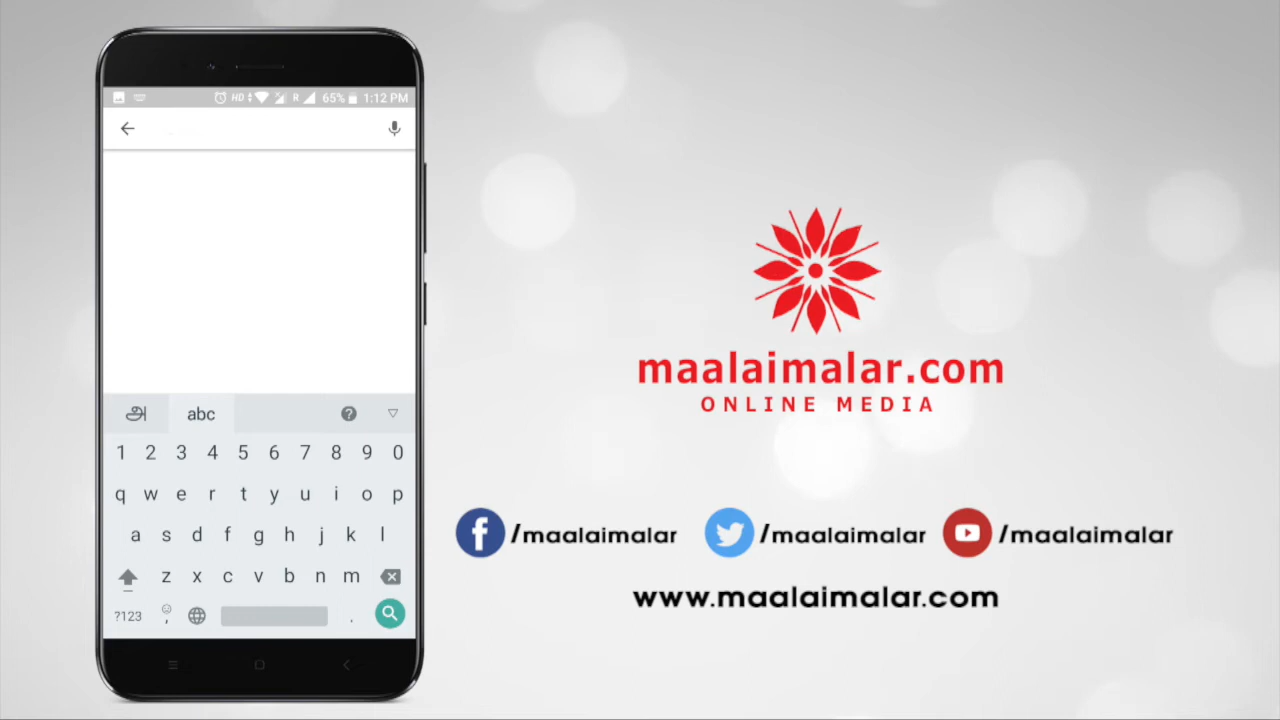 HD R 65% 1:12 PM
அ abc ?
1 2 3 4 5 6 7 8 9 0
q w e r t y u i o p
a s d f g h j k l
z x c v b n m
?123 , .
maalaimalar.com
ONLINE MEDIA
/maalaimalar /maalaimalar /maalaimalar
www.maalaimalar.com